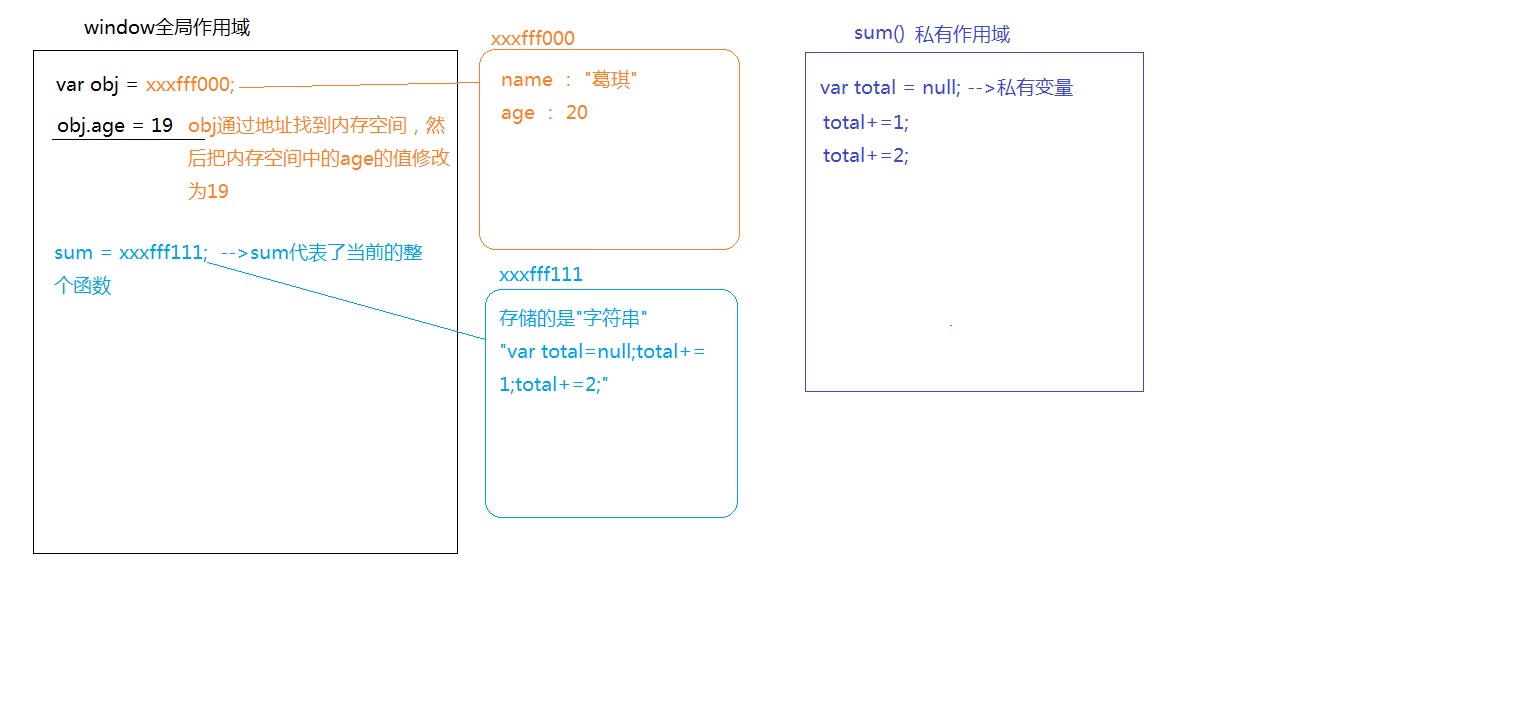 window全局作用域
var obj = xxxfff000;
obj.age = 19 obj通过地址找到内存空间，然
后把内存空间中的age的值修改
为19
sum = xxxfff111; -->sum代表了当前的整
个函数
xxxfff000
name : "葛琪"
age : 20
xxxfff111
存储的是"字符串"
"var total=null;total+=
1;total+=2;"
sum() 私有作用域
var total = null; -->私有变量
total+=1;
total+=2;